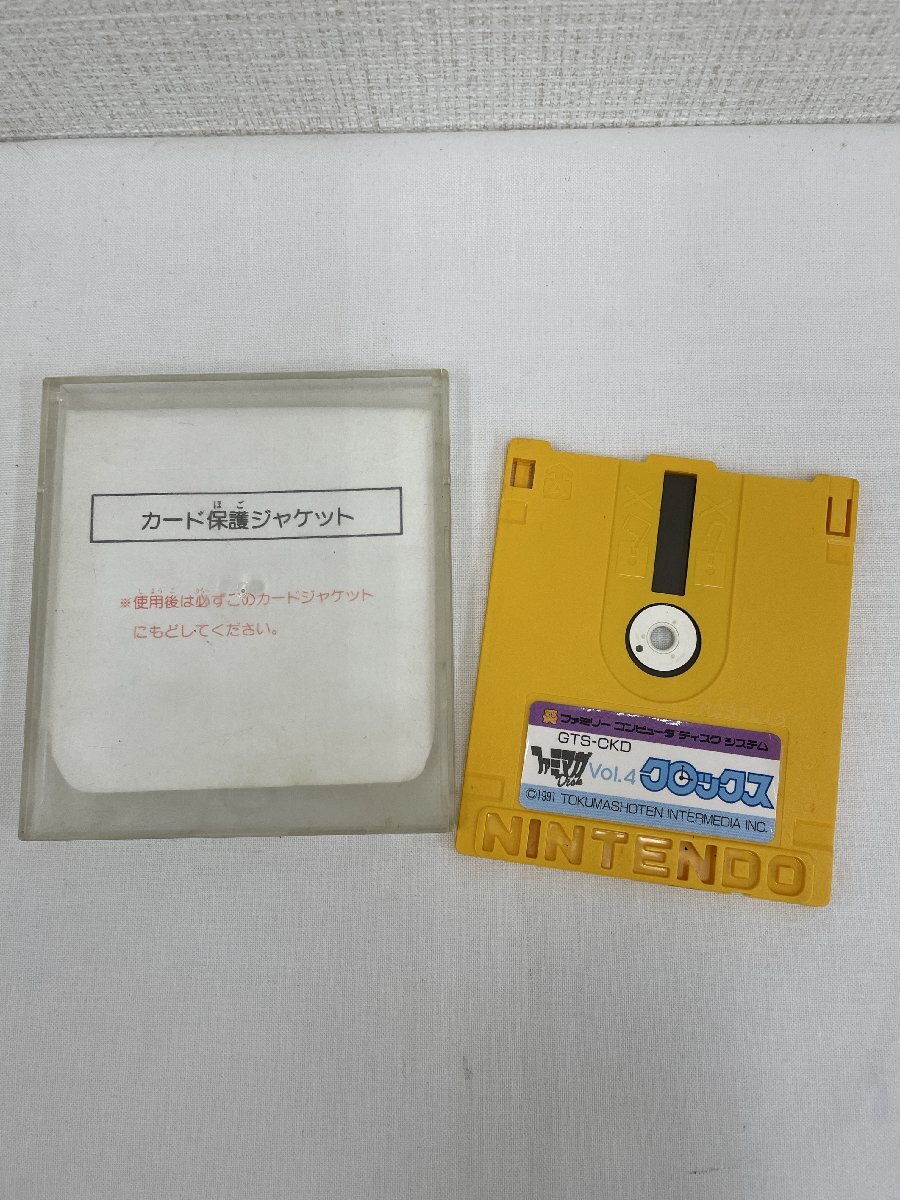 ほご
カード保護ジャケット
※使用後は必ずこのカードジャケット
にもどしてください。
ファミリー コンピュータ ディスク システム
GTS-CKD
ファミマガ
Disk
Vol.4
クロックス
©1991 TOKUMASHOTEN INTERMEDIA INC.
NINTENDO